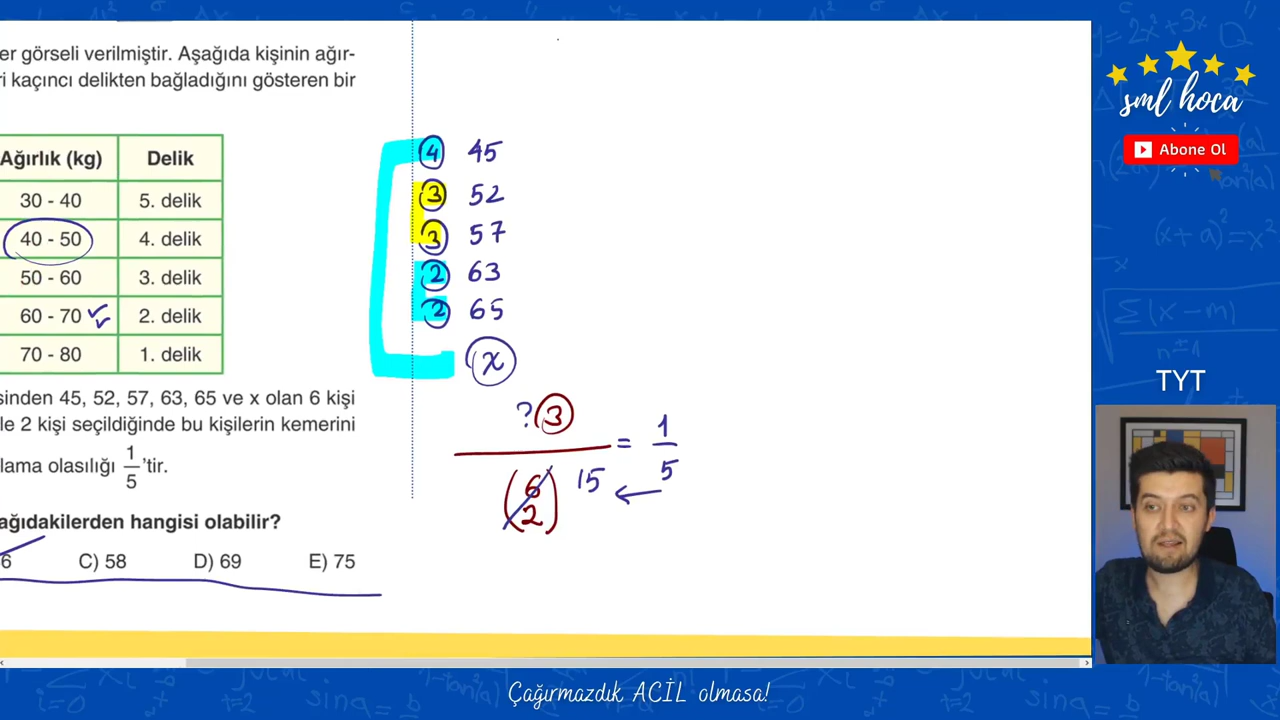 er görseli verilmiştir. Aşağıda kişinin ağır-
ri kaçıncı delikten bağladığını gösteren bir
Ağırlık (kg) Delik
30 - 40 5. delik
40 - 50 4. delik
50 - 60 3. delik
60 - 70 2. delik
70 - 80 1. delik
sinden 45, 52, 57, 63, 65 ve x olan 6 kişi
le 2 kişi seçildiğinde bu kişilerin kemerini
lama olasılığı 1/5 'tir.
ağıdakilerden hangisi olabilir?
6 C) 58 D) 69 E) 75
4 45
3 52
3 57
2 63
2 65
x
? 3
= 1/5
(6 2) 15
sml hoca
Abone Ol
TYT
Çağırmazdık ACİL olmasa!